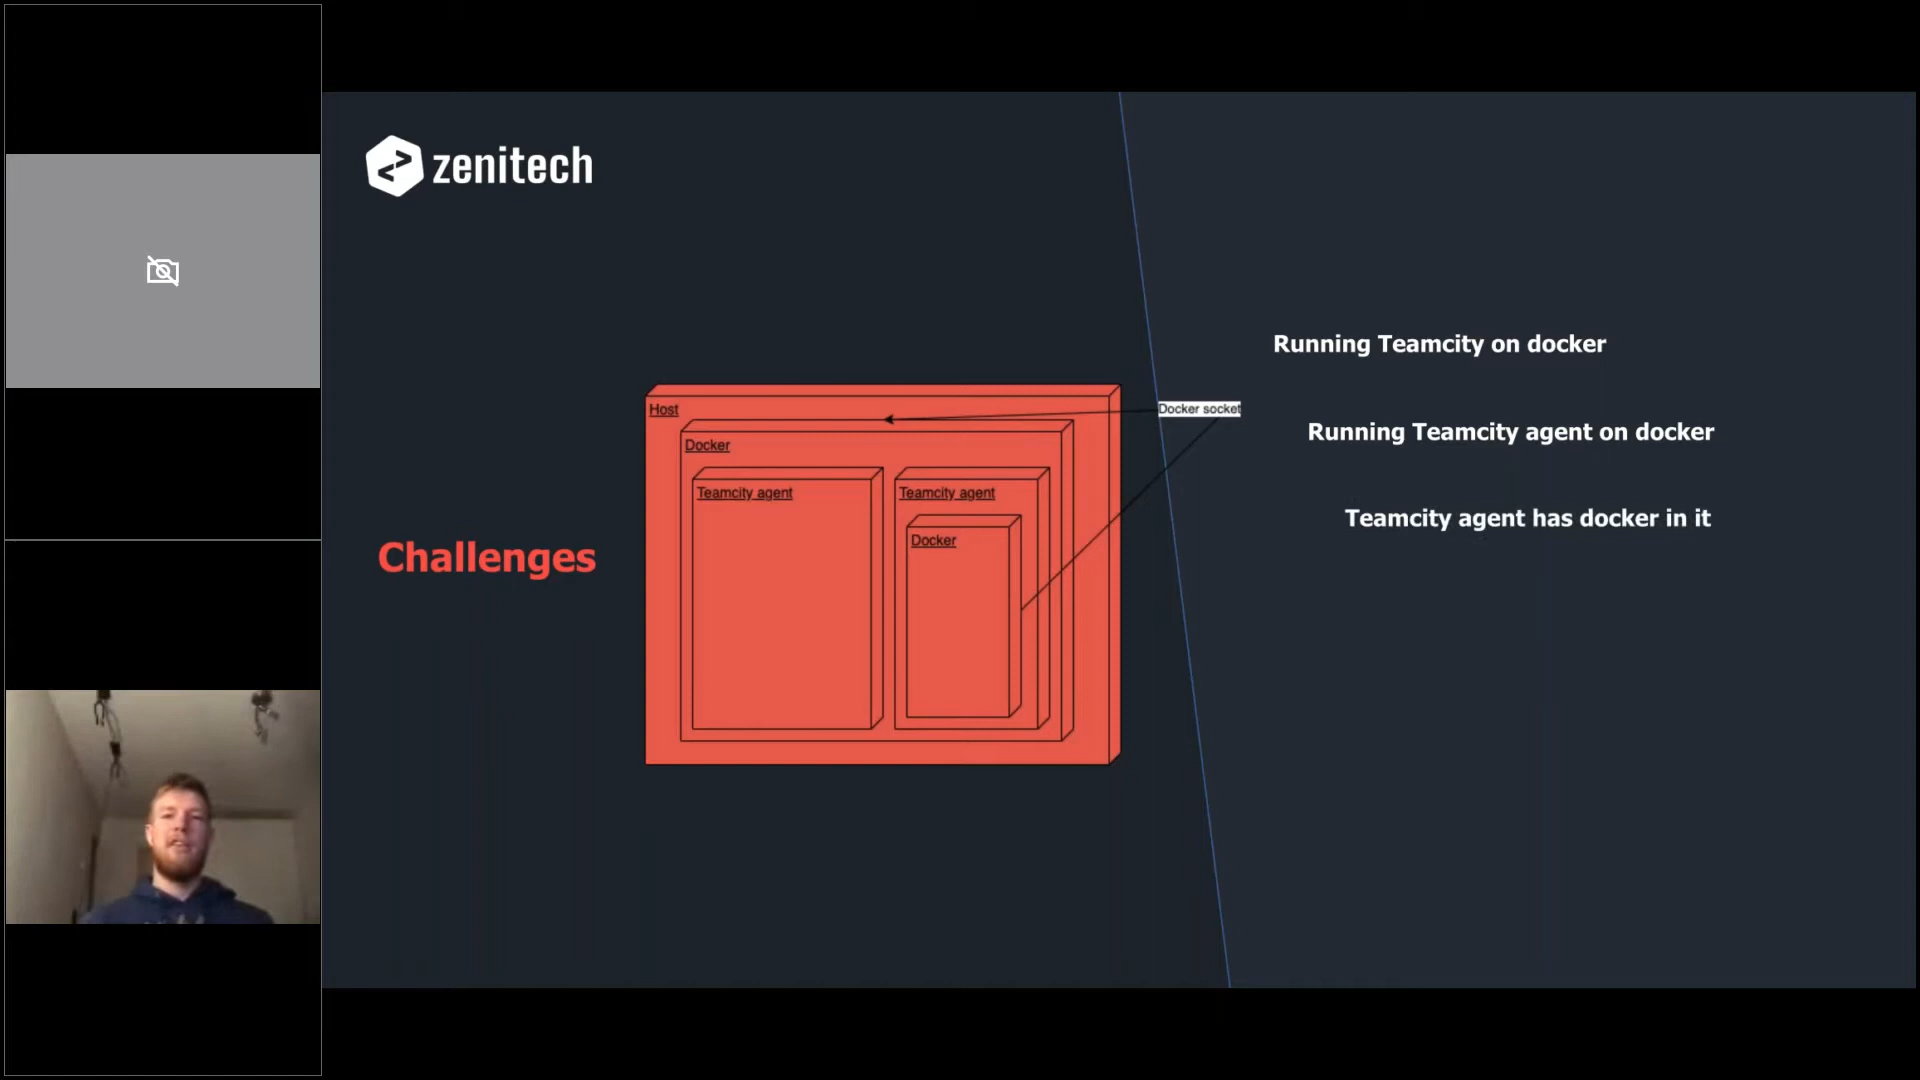 zenitech
Challenges
Host
Docker
Teamcity agent
Teamcity agent
Docker
Docker socket
Running Teamcity on docker
Running Teamcity agent on docker
Teamcity agent has docker in it